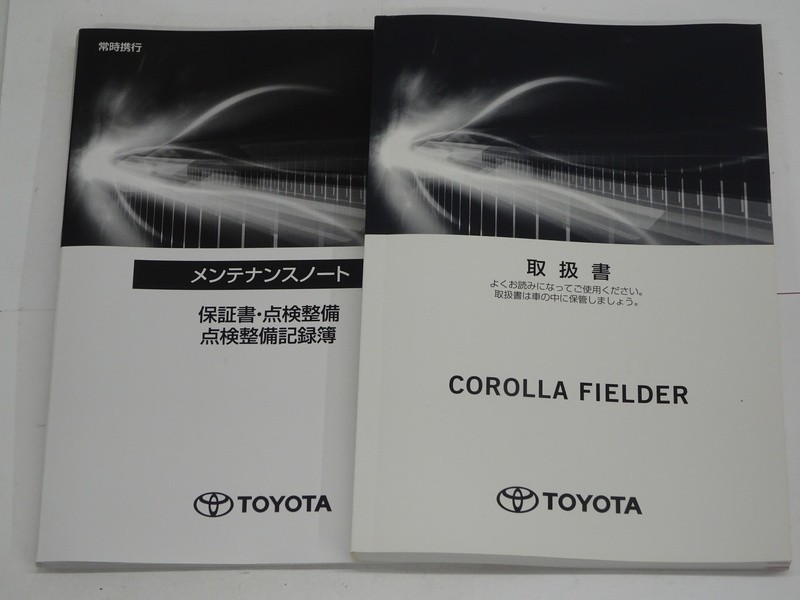 常時携行
メンテナンスノート
保証書・点検整備
点検整備記録簿
TOYOTA
取扱書
よくお読みになってご使用ください。
取扱書は車の中に保管しましょう。
COROLLA FIELDER
TOYOTA